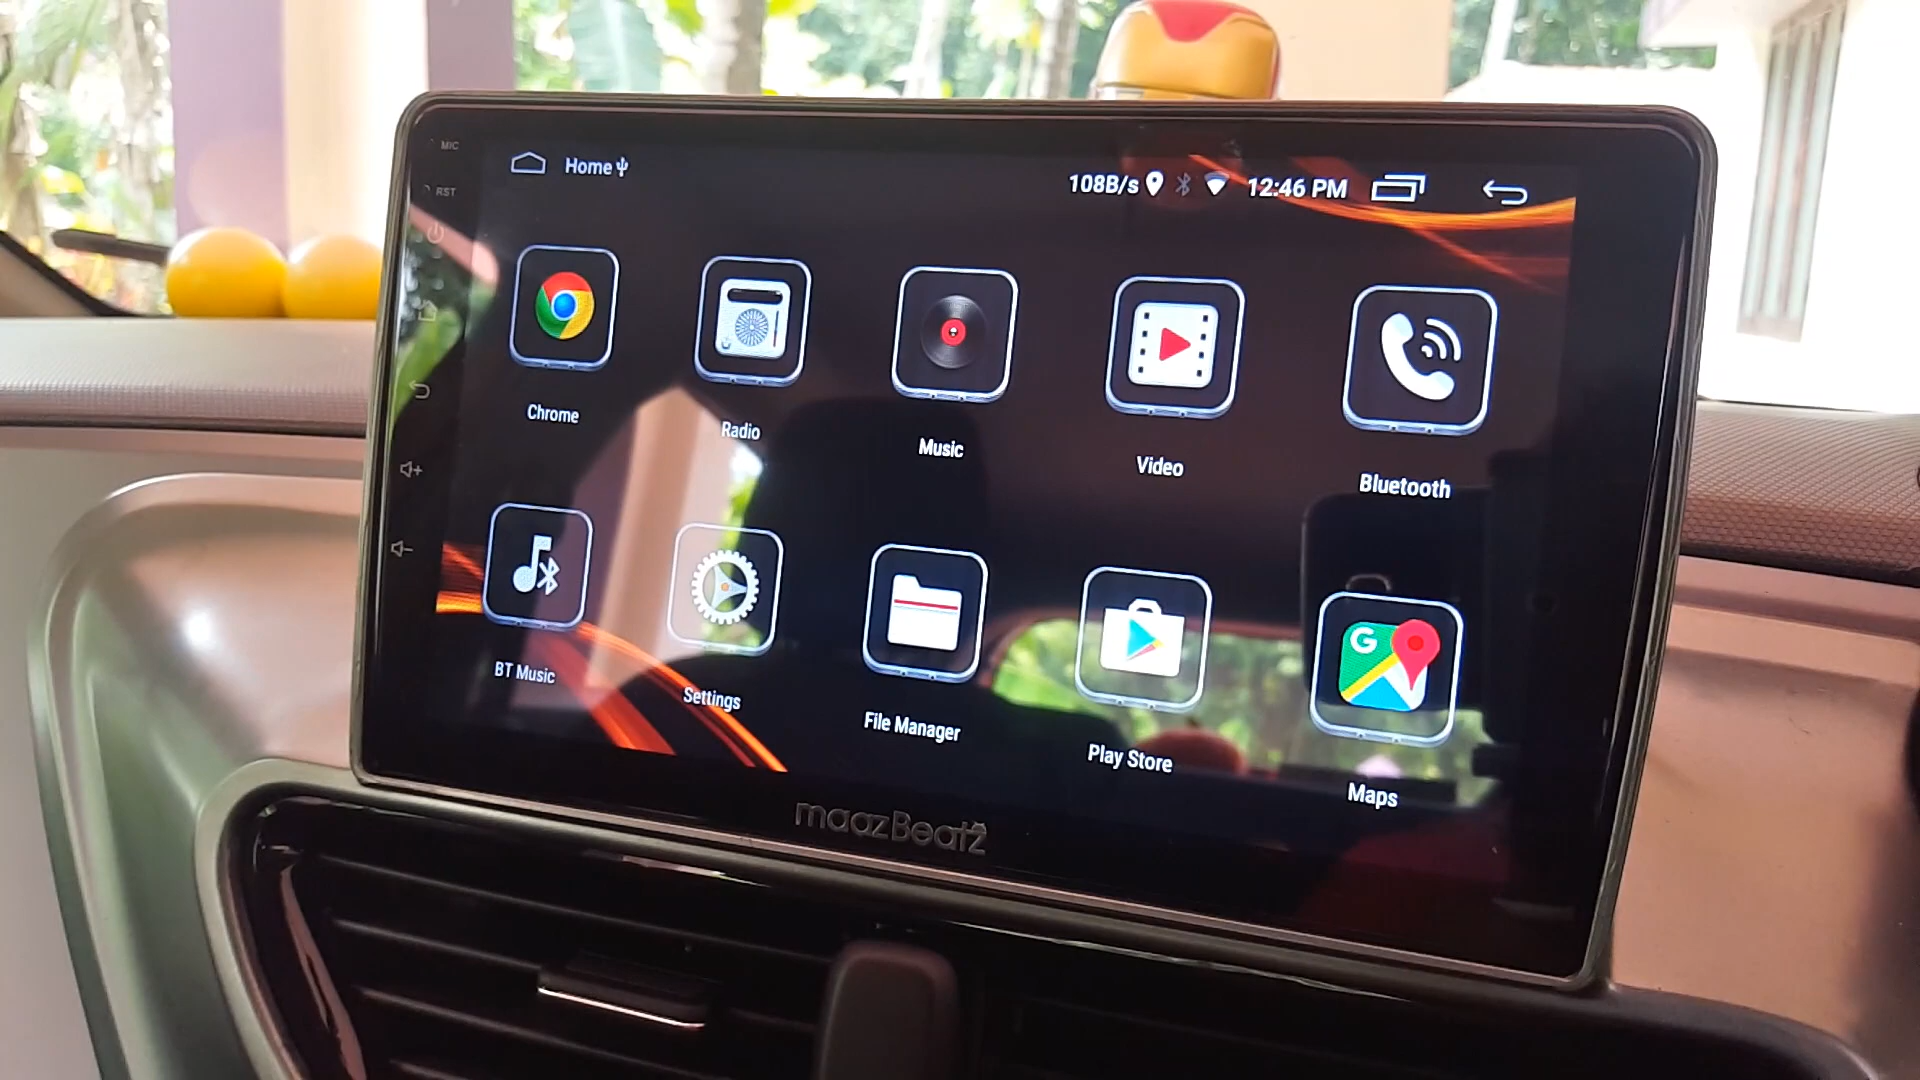 MIC
RST
Home
108B/s 12:46 PM
Chrome
Radio
Music
Video
Bluetooth
BT Music
Settings
File Manager
Play Store
G
Maps
maazBeatz